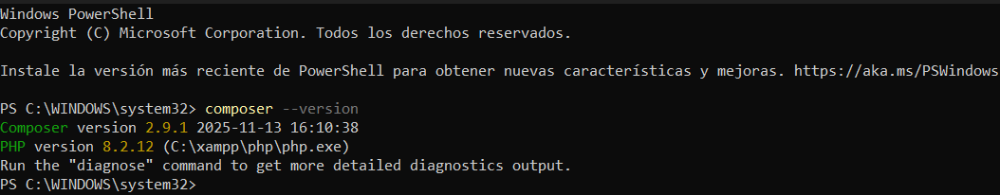 Windows PowerShell
Copyright (C) Microsoft Corporation. Todos los derechos reservados.
Instale la versión más reciente de PowerShell para obtener nuevas características y mejoras. https://aka.ms/PSWindows
PS C:\WINDOWS\system32> composer --version
Composer version 2.9.1 2025-11-13 16:10:38
PHP version 8.2.12 (C:\xampp\php\php.exe)
Run the "diagnose" command to get more detailed diagnostics output.
PS C:\WINDOWS\system32>